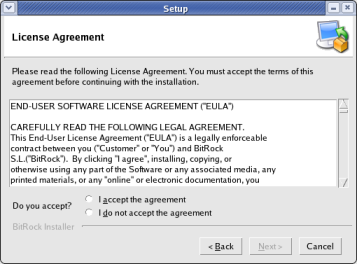 Setup
License Agreement
Please read the following License Agreement. You must accept the terms of this
agreement before continuing with the installation.
END-USER SOFTWARE LICENSE AGREEMENT ("EULA")
CAREFULLY READ THE FOLLOWING LEGAL AGREEMENT.
This End-User License Agreement ("EULA") is a legally enforceable
contract between you ("Customer" or "You") and BitRock
S.L.("BitRock"). By clicking "I agree", installing, copying, or
otherwise using any part of the Software or any associated media, any
printed materials, or any "online" or electronic documentation, you
Do you accept?
I accept the agreement
I do not accept the agreement
BitRock Installer
< Back Next > Cancel